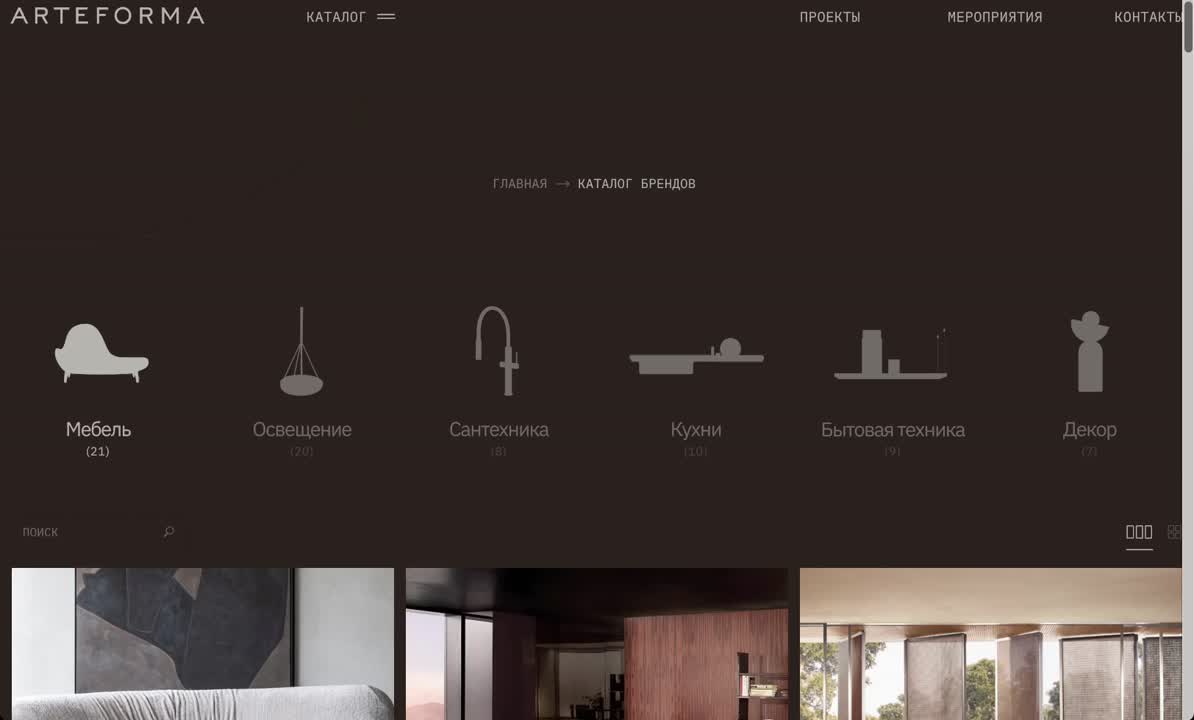 ARTEFORMA
КАТАЛОГ
ПРОЕКТЫ
МЕРОПРИЯТИЯ
КОНТАКТЫ
ГЛАВНАЯ → КАТАЛОГ БРЕНДОВ
Мебель
(21)
Освещение
(20)
Сантехника
(8)
Кухни
(10)
Бытовая техника
(9)
Декор
(7)
ПОИСК